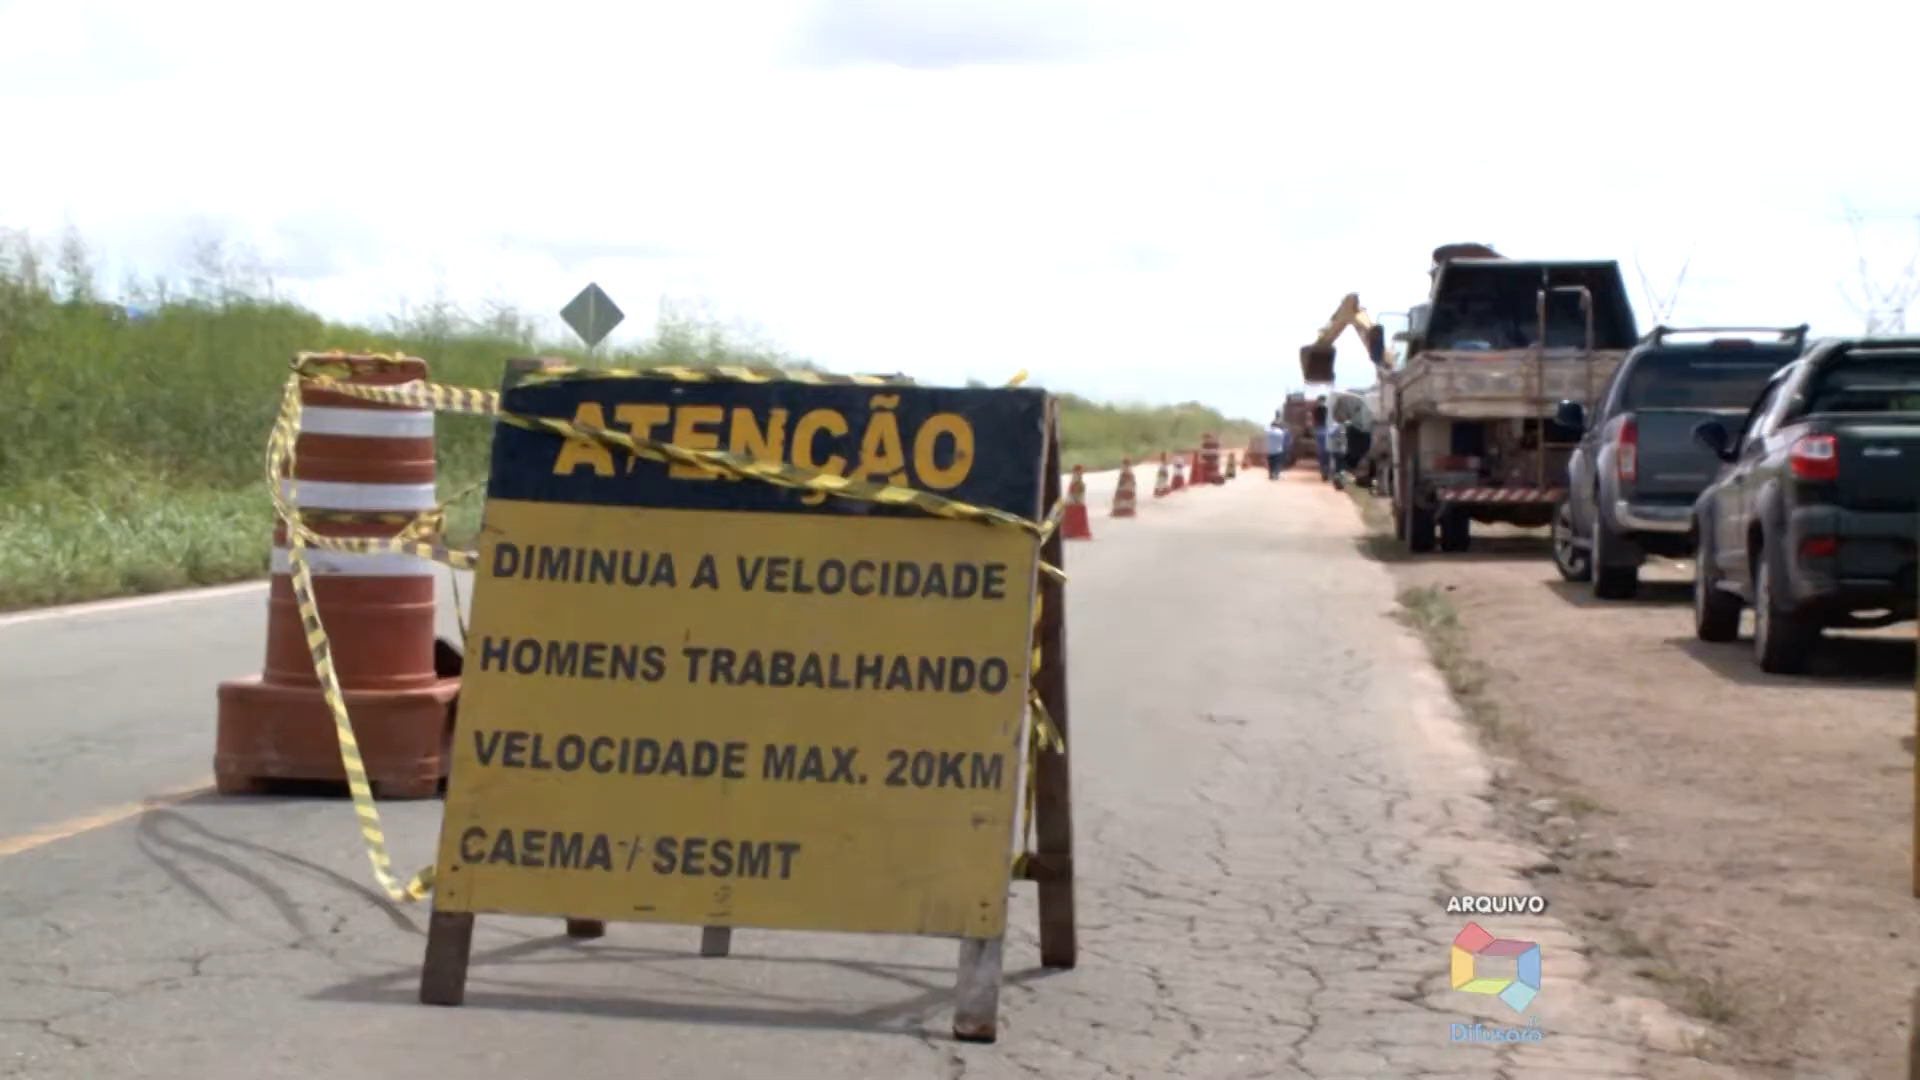 ATENÇÃO
DIMINUA A VELOCIDADE
HOMENS TRABALHANDO
VELOCIDADE MAX. 20KM
CAEMA / SESMT
ARQUIVO
Difusora